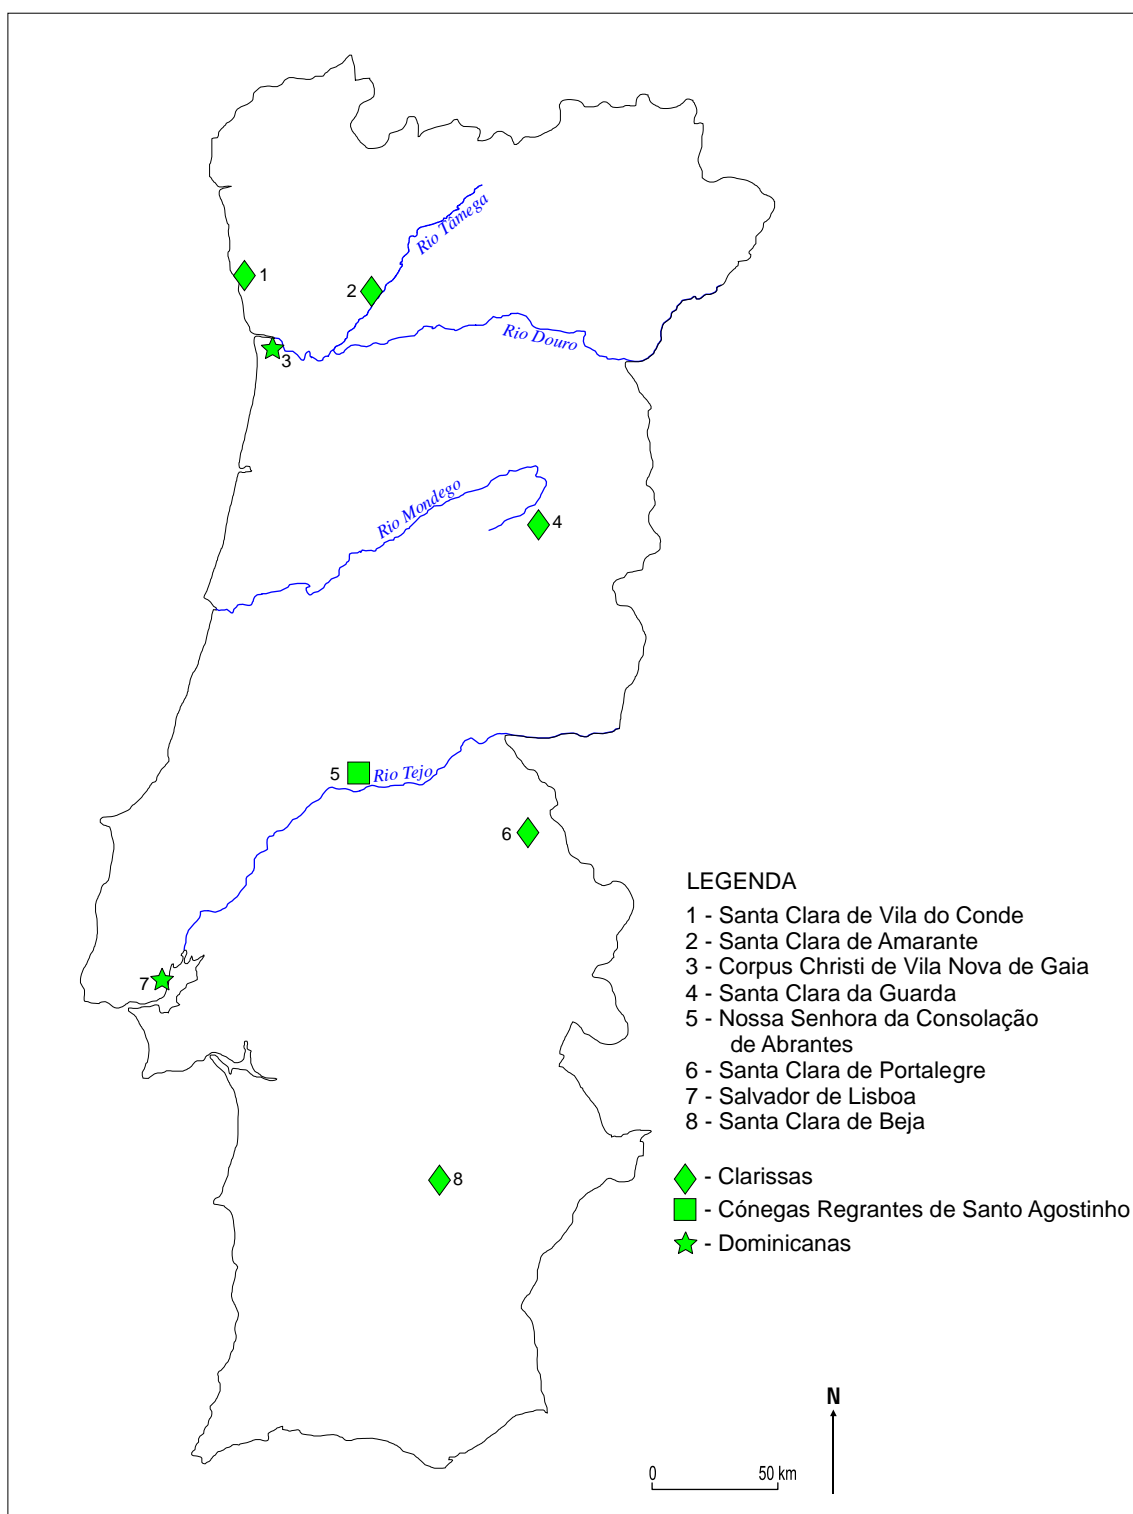 Rio Tâmega
1
2
Rio Douro
3
Rio Mondego
4
5
Rio Tejo
6
LEGENDA
1 - Santa Clara de Vila do Conde
2 - Santa Clara de Amarante
3 - Corpus Christi de Vila Nova de Gaia
4 - Santa Clara da Guarda
5 - Nossa Senhora da Consolação
de Abrantes
6 - Santa Clara de Portalegre
7 - Salvador de Lisboa
8 - Santa Clara de Beja
7
8
- Clarissas
- Cónegas Regrantes de Santo Agostinho
- Dominicanas
N
0 50 km